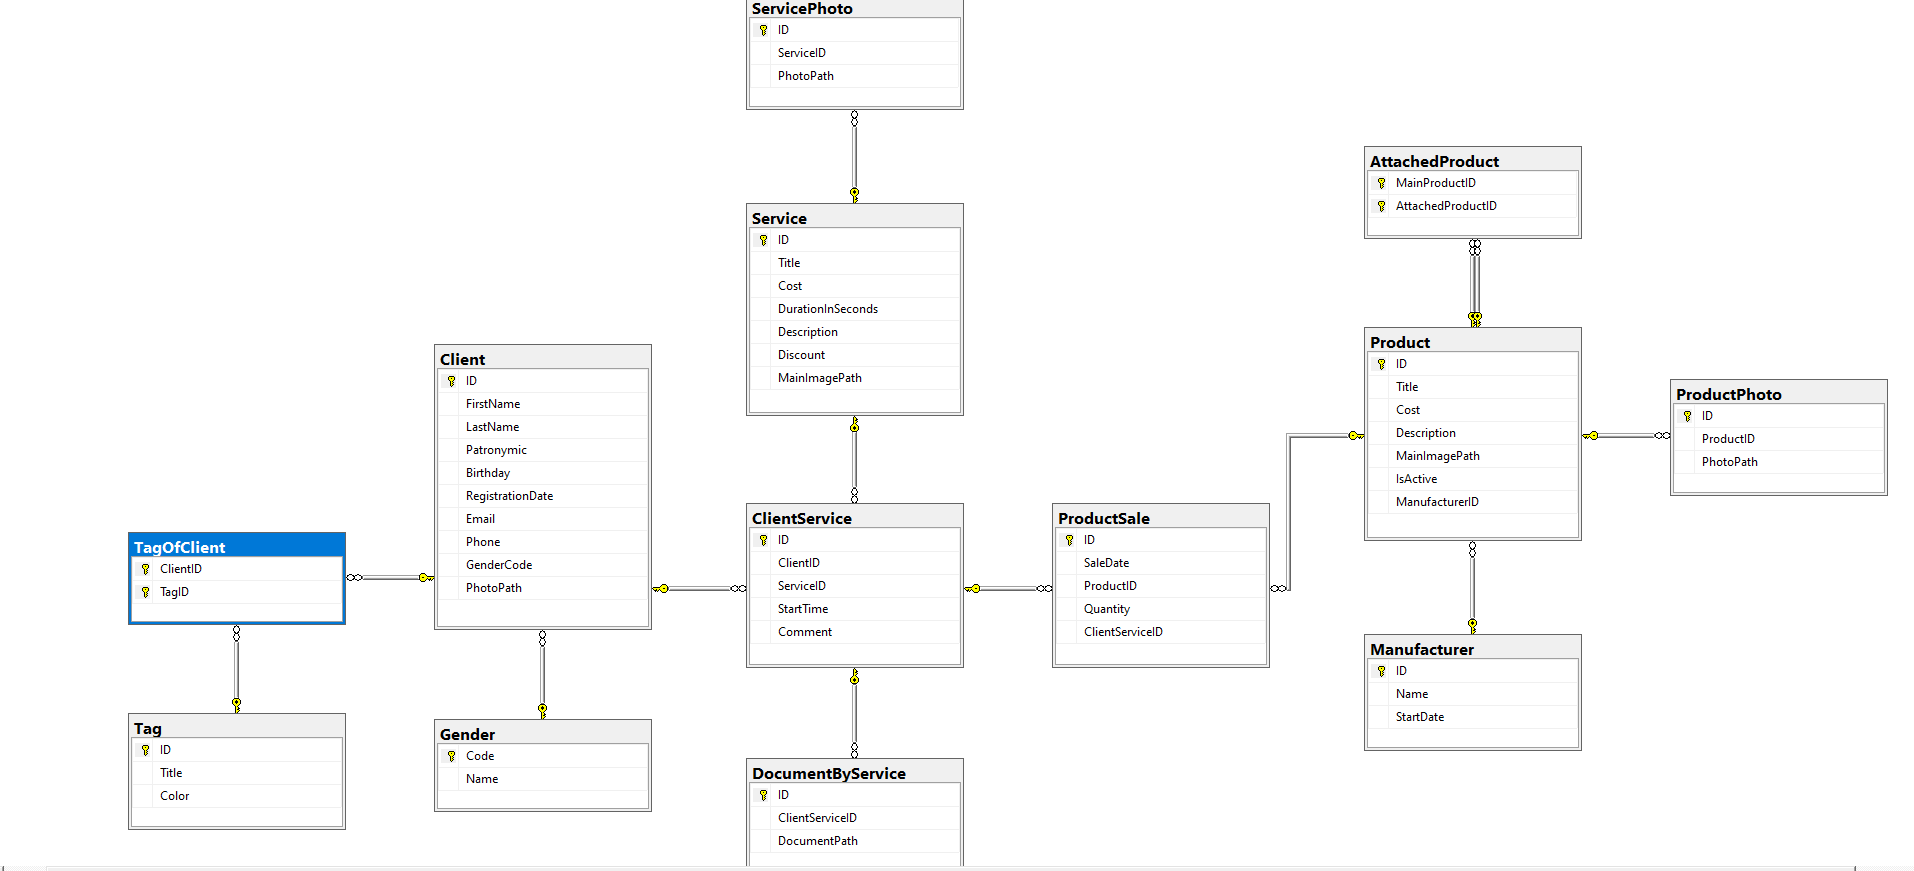 ServicePhoto
ID
ServiceID
PhotoPath
AttachedProduct
MainProductID
AttachedProductID
Service
ID
Title
Cost
DurationInSeconds
Description
Discount
MainImagePath
Product
ID
Title
Cost
Description
MainImagePath
IsActive
ManufacturerID
Client
ID
FirstName
LastName
Patronymic
Birthday
RegistrationDate
Email
Phone
GenderCode
PhotoPath
ProductPhoto
ID
ProductID
PhotoPath
ClientService
ID
ClientID
ServiceID
StartTime
Comment
ProductSale
ID
SaleDate
ProductID
Quantity
ClientServiceID
TagOfClient
ClientID
TagID
Manufacturer
ID
Name
StartDate
Tag
ID
Title
Color
Gender
Code
Name
DocumentByService
ID
ClientServiceID
DocumentPath